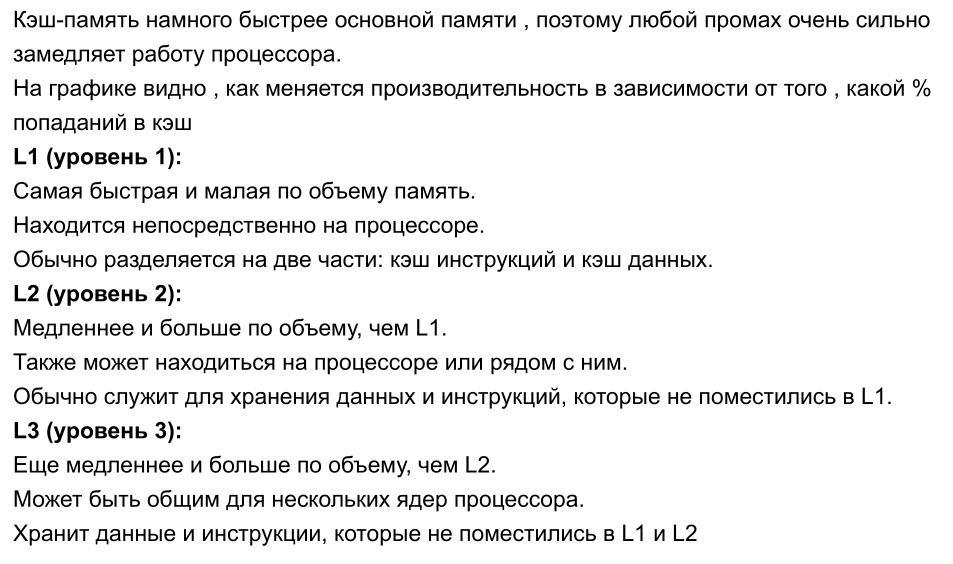 Кэш-память намного быстрее основной памяти , поэтому любой промах очень сильно
замедляет работу процессора.
На графике видно , как меняется производительность в зависимости от того , какой %
попаданий в кэш
L1 (уровень 1):
Самая быстрая и малая по объему память.
Находится непосредственно на процессоре.
Обычно разделяется на две части: кэш инструкций и кэш данных.
L2 (уровень 2):
Медленнее и больше по объему, чем L1.
Также может находиться на процессоре или рядом с ним.
Обычно служит для хранения данных и инструкций, которые не поместились в L1.
L3 (уровень 3):
Еще медленнее и больше по объему, чем L2.
Может быть общим для нескольких ядер процессора.
Хранит данные и инструкции, которые не поместились в L1 и L2